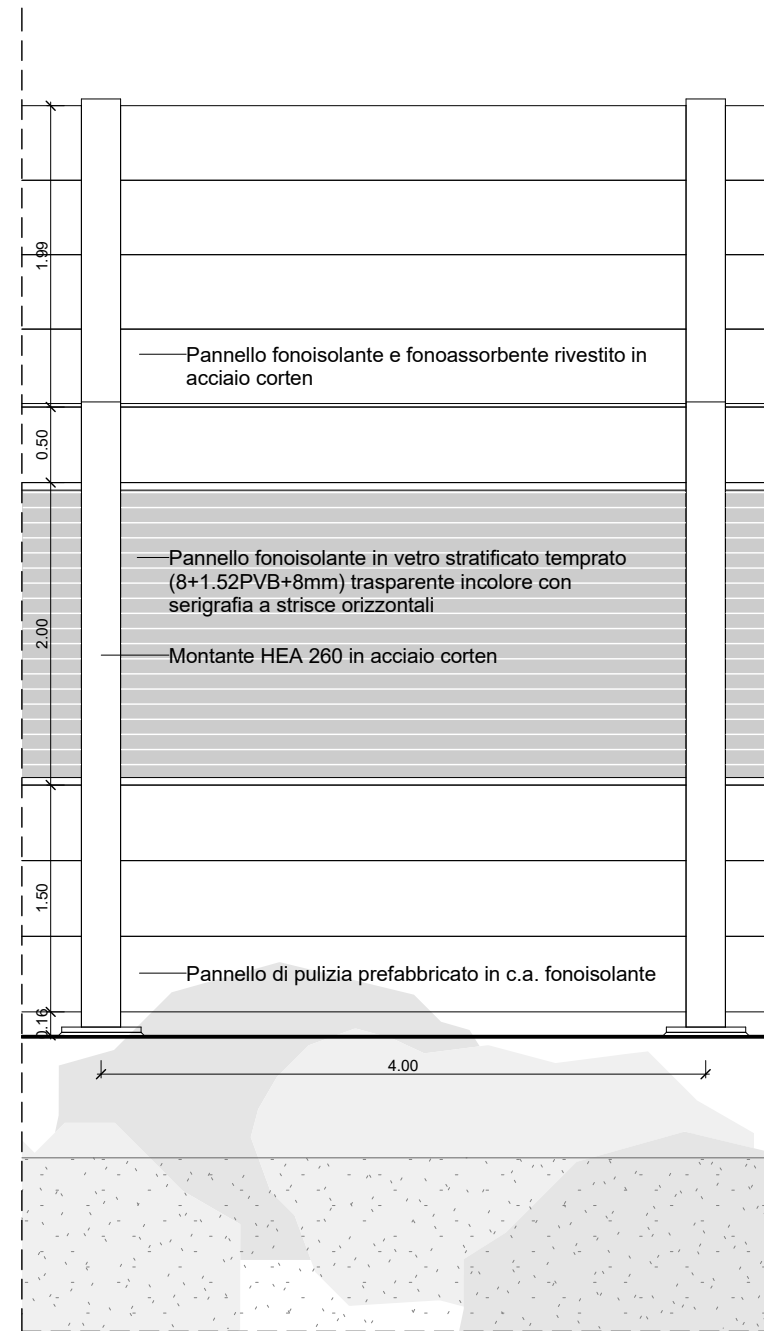 1.99
Pannello fonoisolante e fonoassorbente rivestito in
acciaio corten
0.50
Pannello fonoisolante in vetro stratificato temprato
(8+1.52PVB+8mm) trasparente incolore con
serigrafia a strisce orizzontali
2.00
Montante HEA 260 in acciaio corten
1.50
Pannello di pulizia prefabbricato in c.a. fonoisolante
0.16
4.00